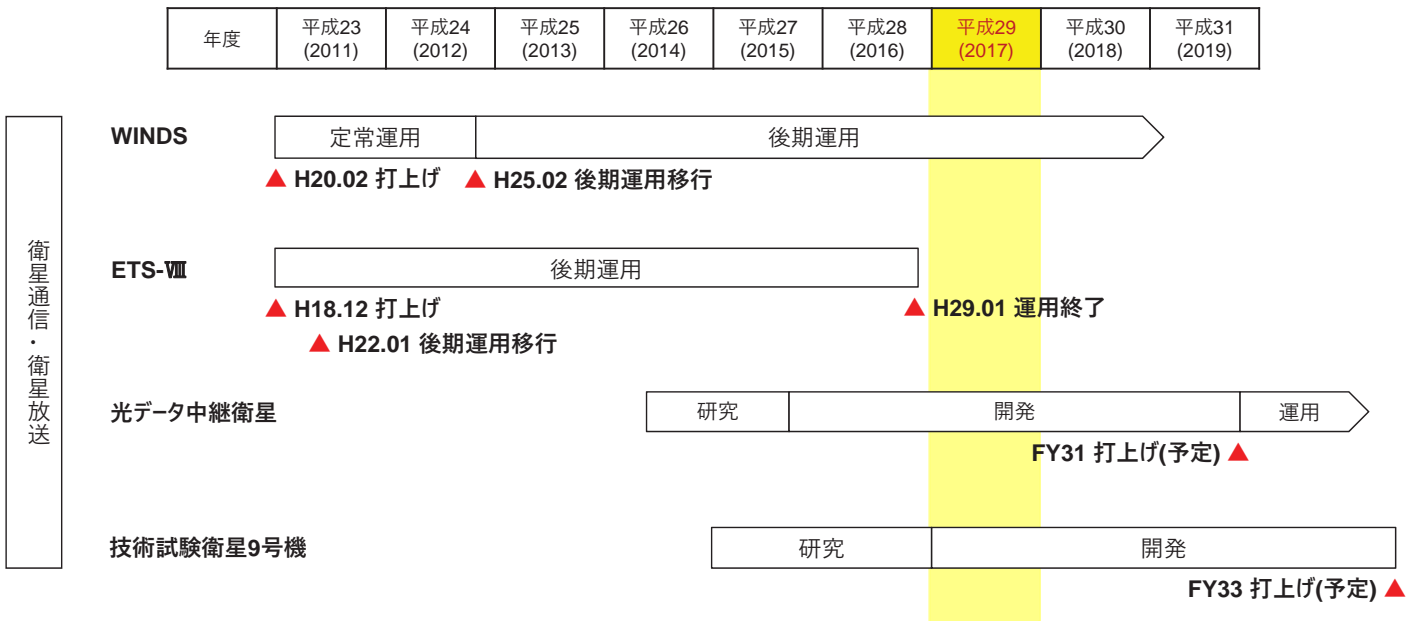 年度
平成23
(2011)
平成24
(2012)
平成25
(2013)
平成26
(2014)
平成27
(2015)
平成28
(2016)
平成29
(2017)
平成30
(2018)
平成31
(2019)
衛星通信・衛星放送
WINDS
定常運用
後期運用
▲ H20.02 打上げ
▲ H25.02 後期運用移行
ETS-Ⅷ
後期運用
▲ H18.12 打上げ
▲ H29.01 運用終了
▲ H22.01 後期運用移行
光データ中継衛星
研究
開発
運用
FY31 打上げ(予定) ▲
技術試験衛星9号機
研究
開発
FY33 打上げ(予定) ▲